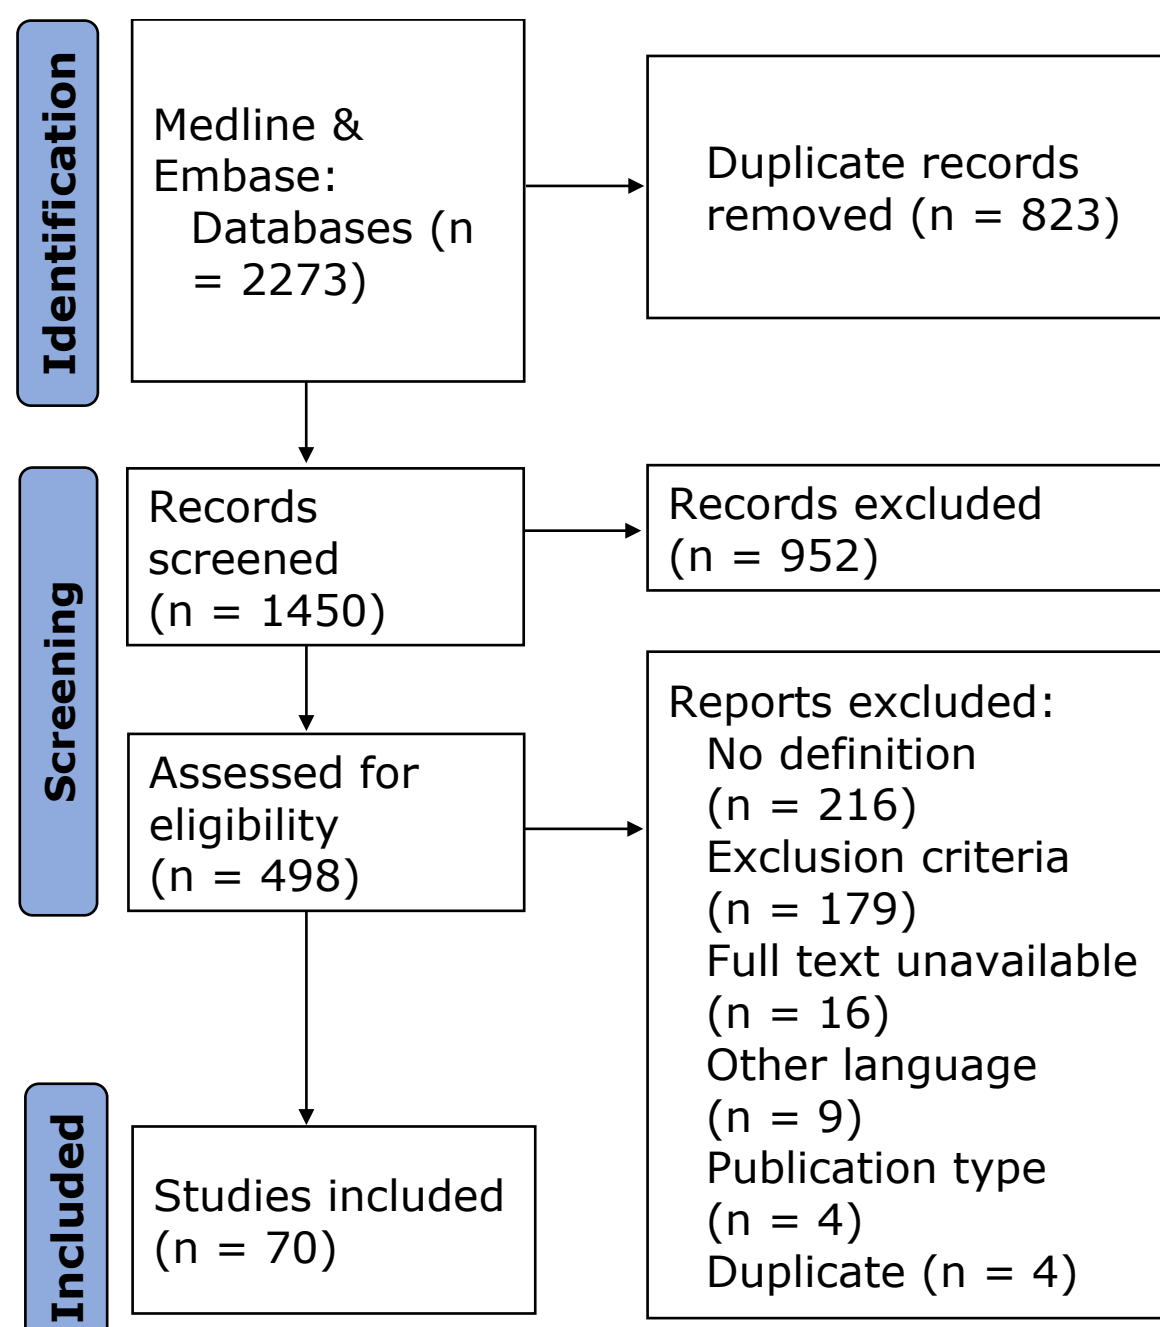 Identification
Medline &
Embase:
Databases (n
= 2273)
Duplicate records
removed (n = 823)
Screening
Records
screened
(n = 1450)
Records excluded
(n = 952)
Assessed for
eligibility
(n = 498)
Reports excluded:
No definition
(n = 216)
Exclusion criteria
(n = 179)
Full text unavailable
(n = 16)
Other language
(n = 9)
Publication type
(n = 4)
Duplicate (n = 4)
Included
Studies included
(n = 70)